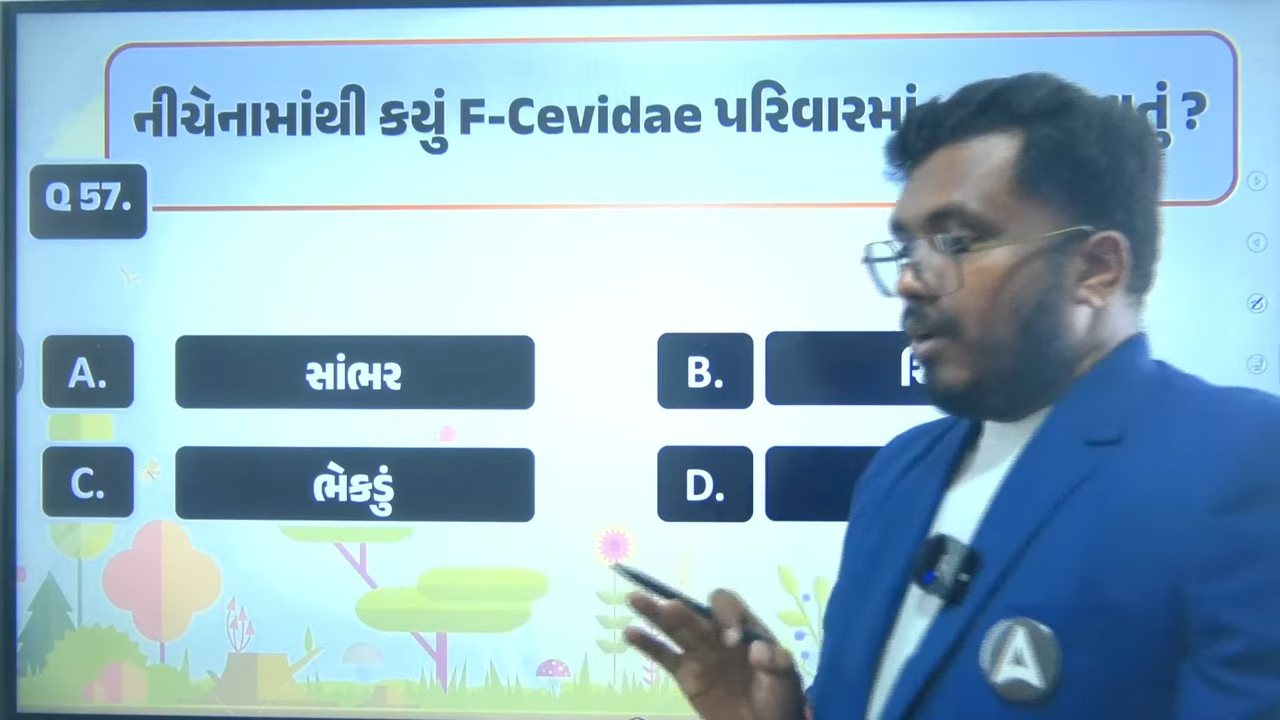 નીચેનામાંથી કયું F-Cevidae પરિવારમાં ?
Q 57.
A.
સાંભર
B.
C.
ભેકડું
D.
A